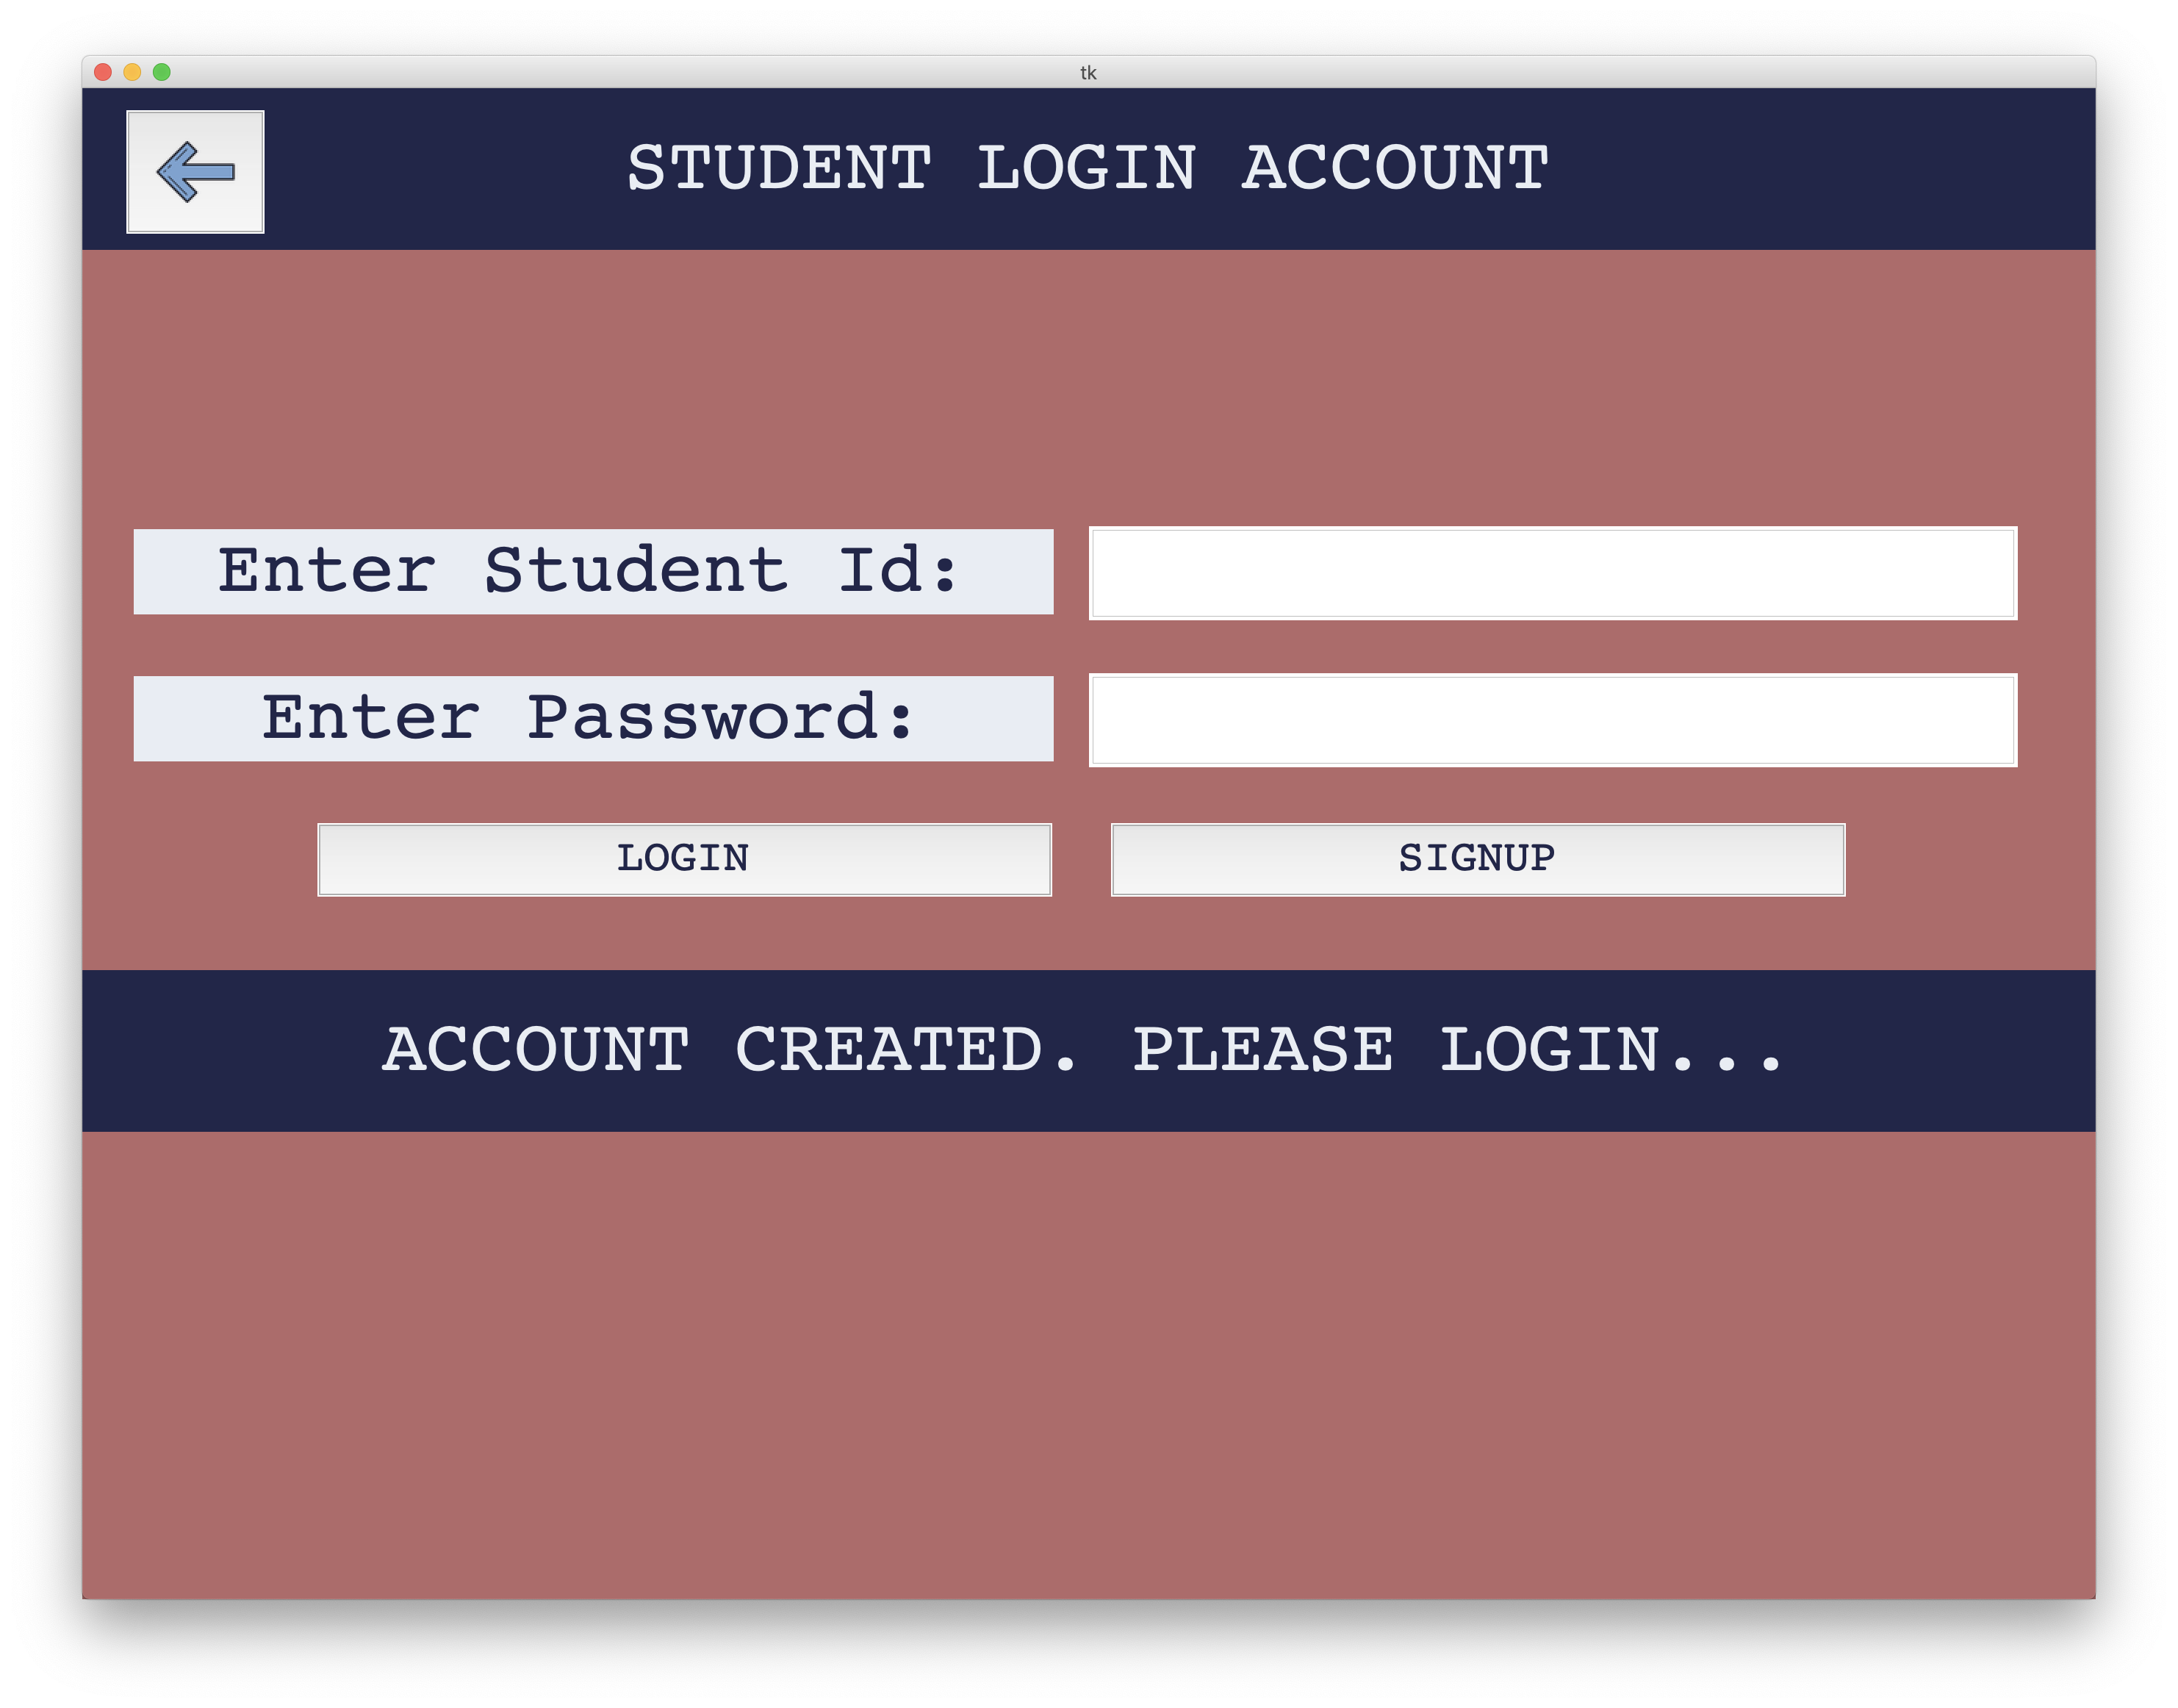 tk
STUDENT LOGIN ACCOUNT
Enter Student Id:
Enter Password:
LOGIN
SIGNUP
ACCOUNT CREATED. PLEASE LOGIN...